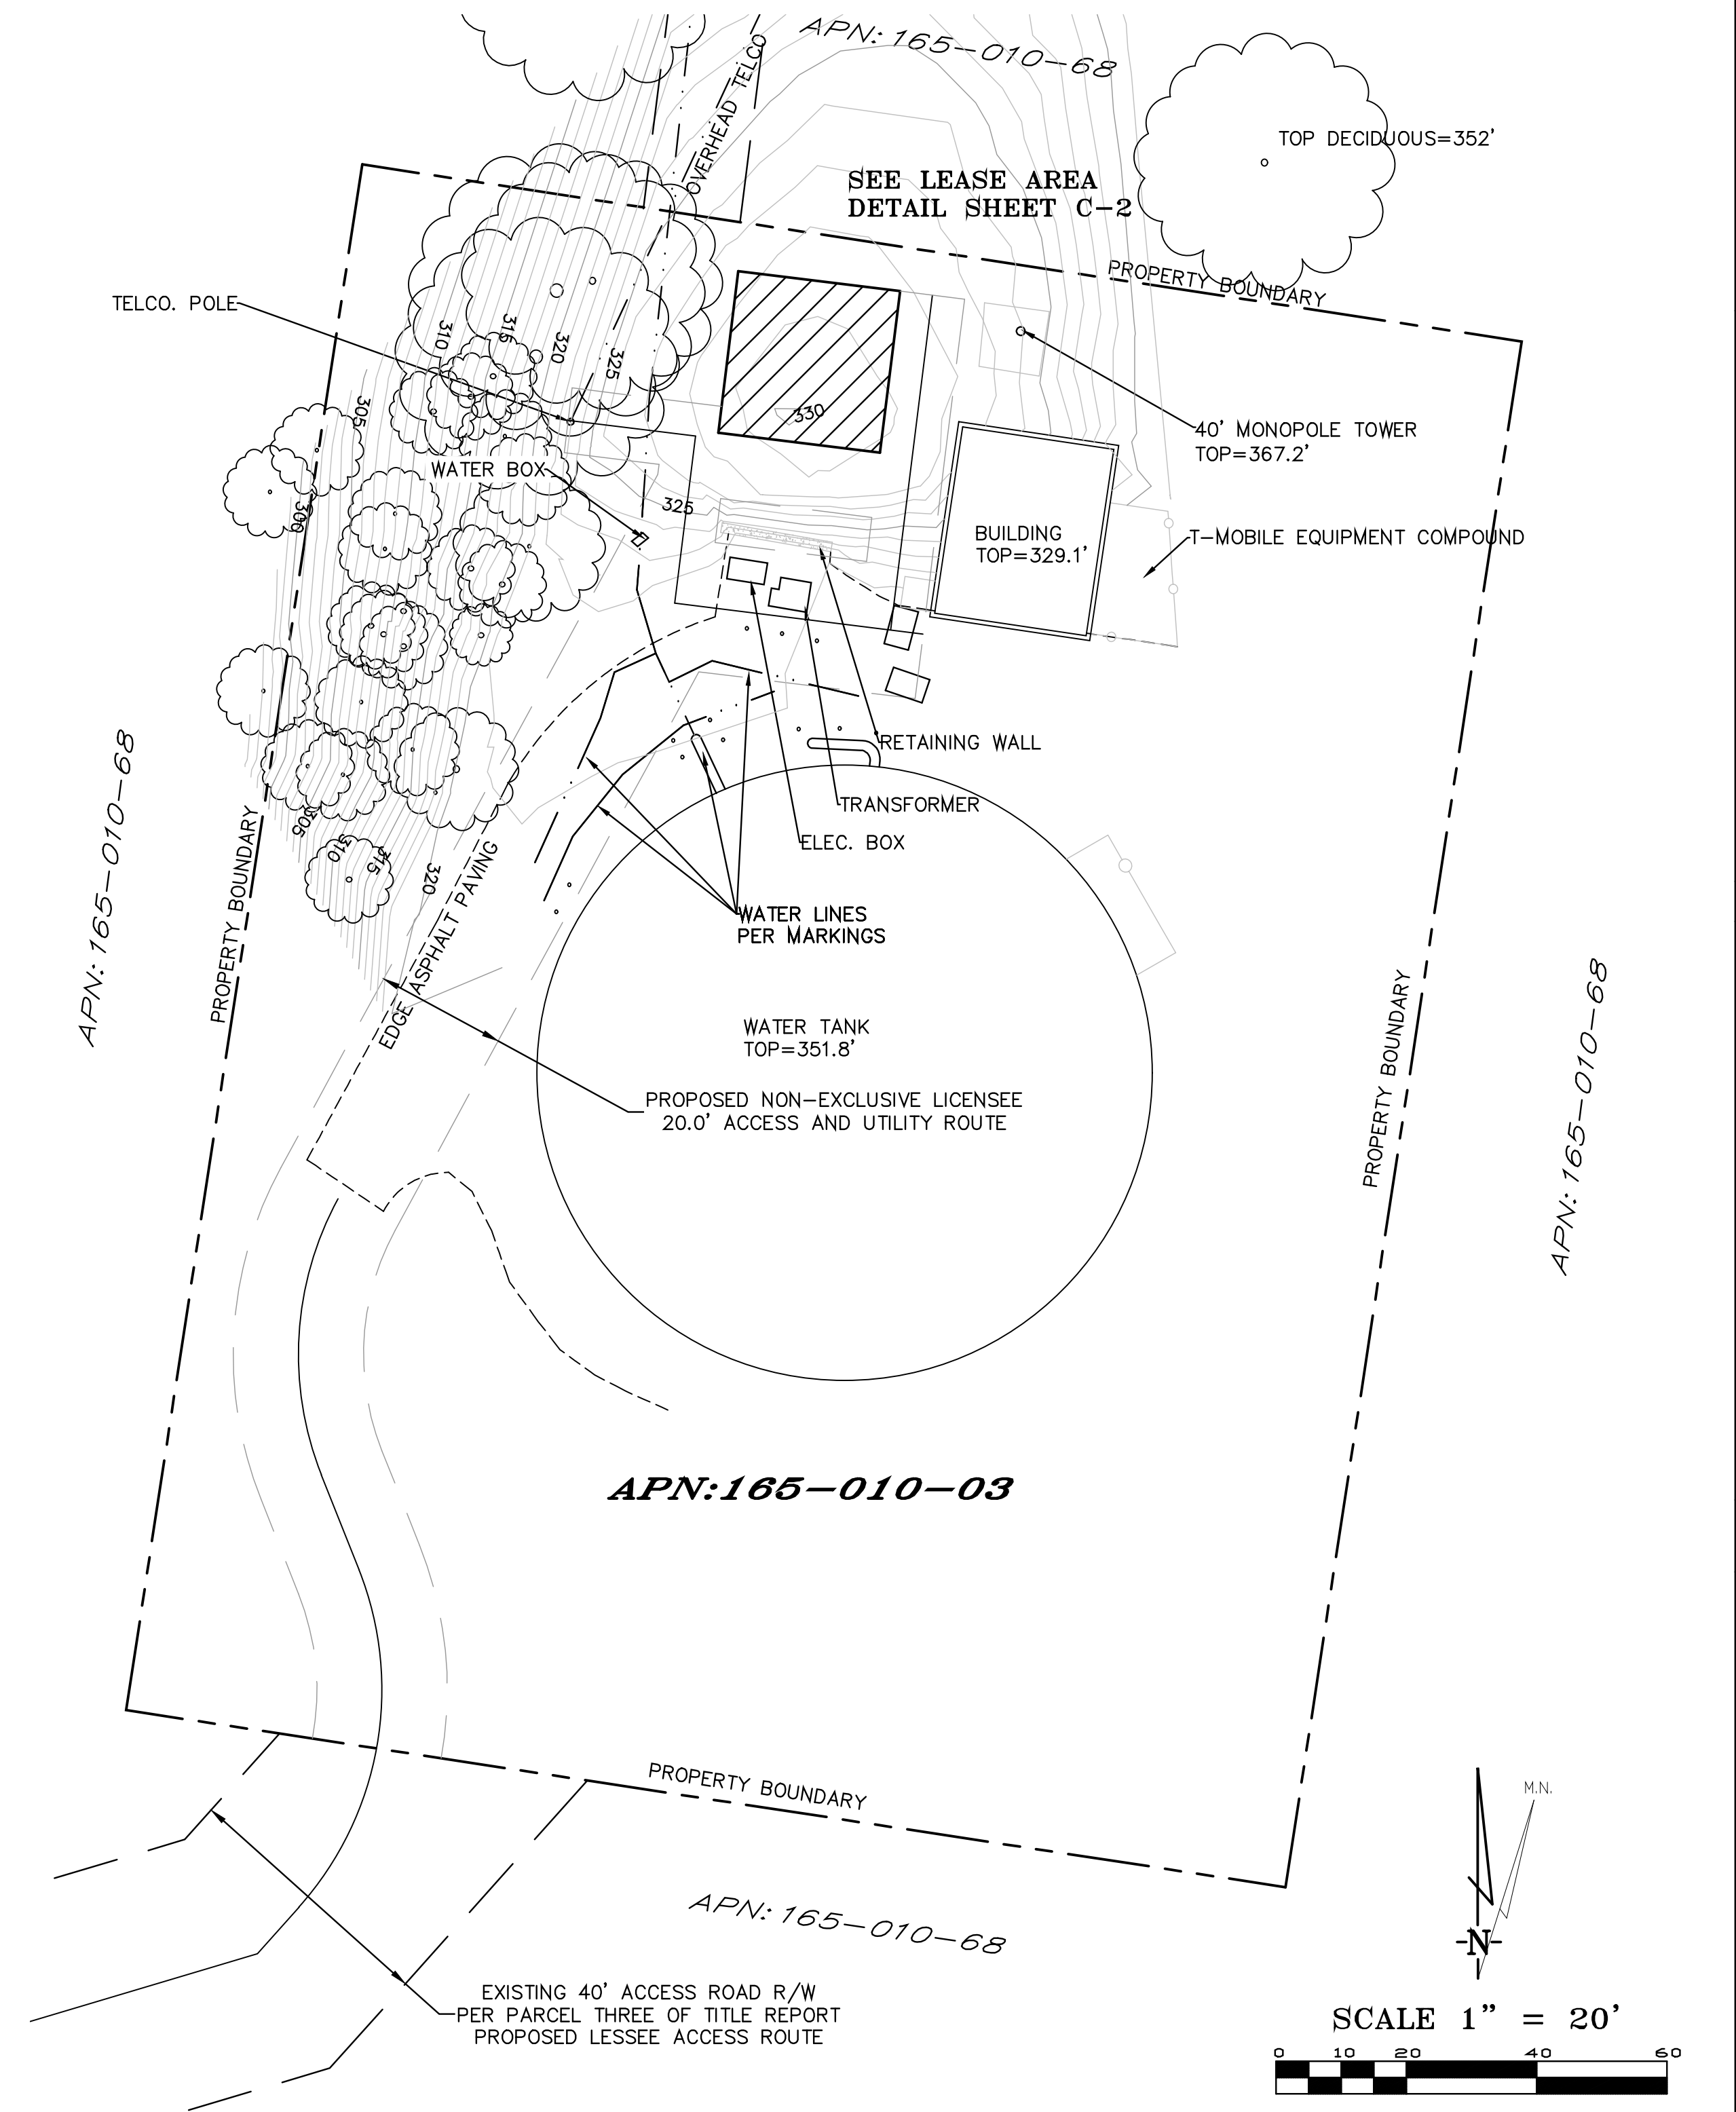 APN: 165-010-68
OVERHEAD TELCO
TOP DECIDUOUS=352'
SEE LEASE AREA
DETAIL SHEET C-2
PROPERTY BOUNDARY
TELCO. POLE
310
315
320
325
305
330
40' MONOPOLE TOWER
TOP=367.2'
WATER BOX
300
325
BUILDING
TOP=329.1'
T-MOBILE EQUIPMENT COMPOUND
RETAINING WALL
TRANSFORMER
ELEC. BOX
305
310
315
320
WATER LINES
PER MARKINGS
EDGE ASPHALT PAVING
PROPERTY BOUNDARY
APN: 165-010-68
WATER TANK
TOP=351.8'
PROPOSED NON-EXCLUSIVE LICENSEE
20.0' ACCESS AND UTILITY ROUTE
PROPERTY BOUNDARY
APN: 165-010-68
APN:165-010-03
PROPERTY BOUNDARY
APN: 165-010-68
EXISTING 40' ACCESS ROAD R/W
PER PARCEL THREE OF TITLE REPORT
PROPOSED LESSEE ACCESS ROUTE
M.N.
N
SCALE 1" = 20'
0 10 20 40 60